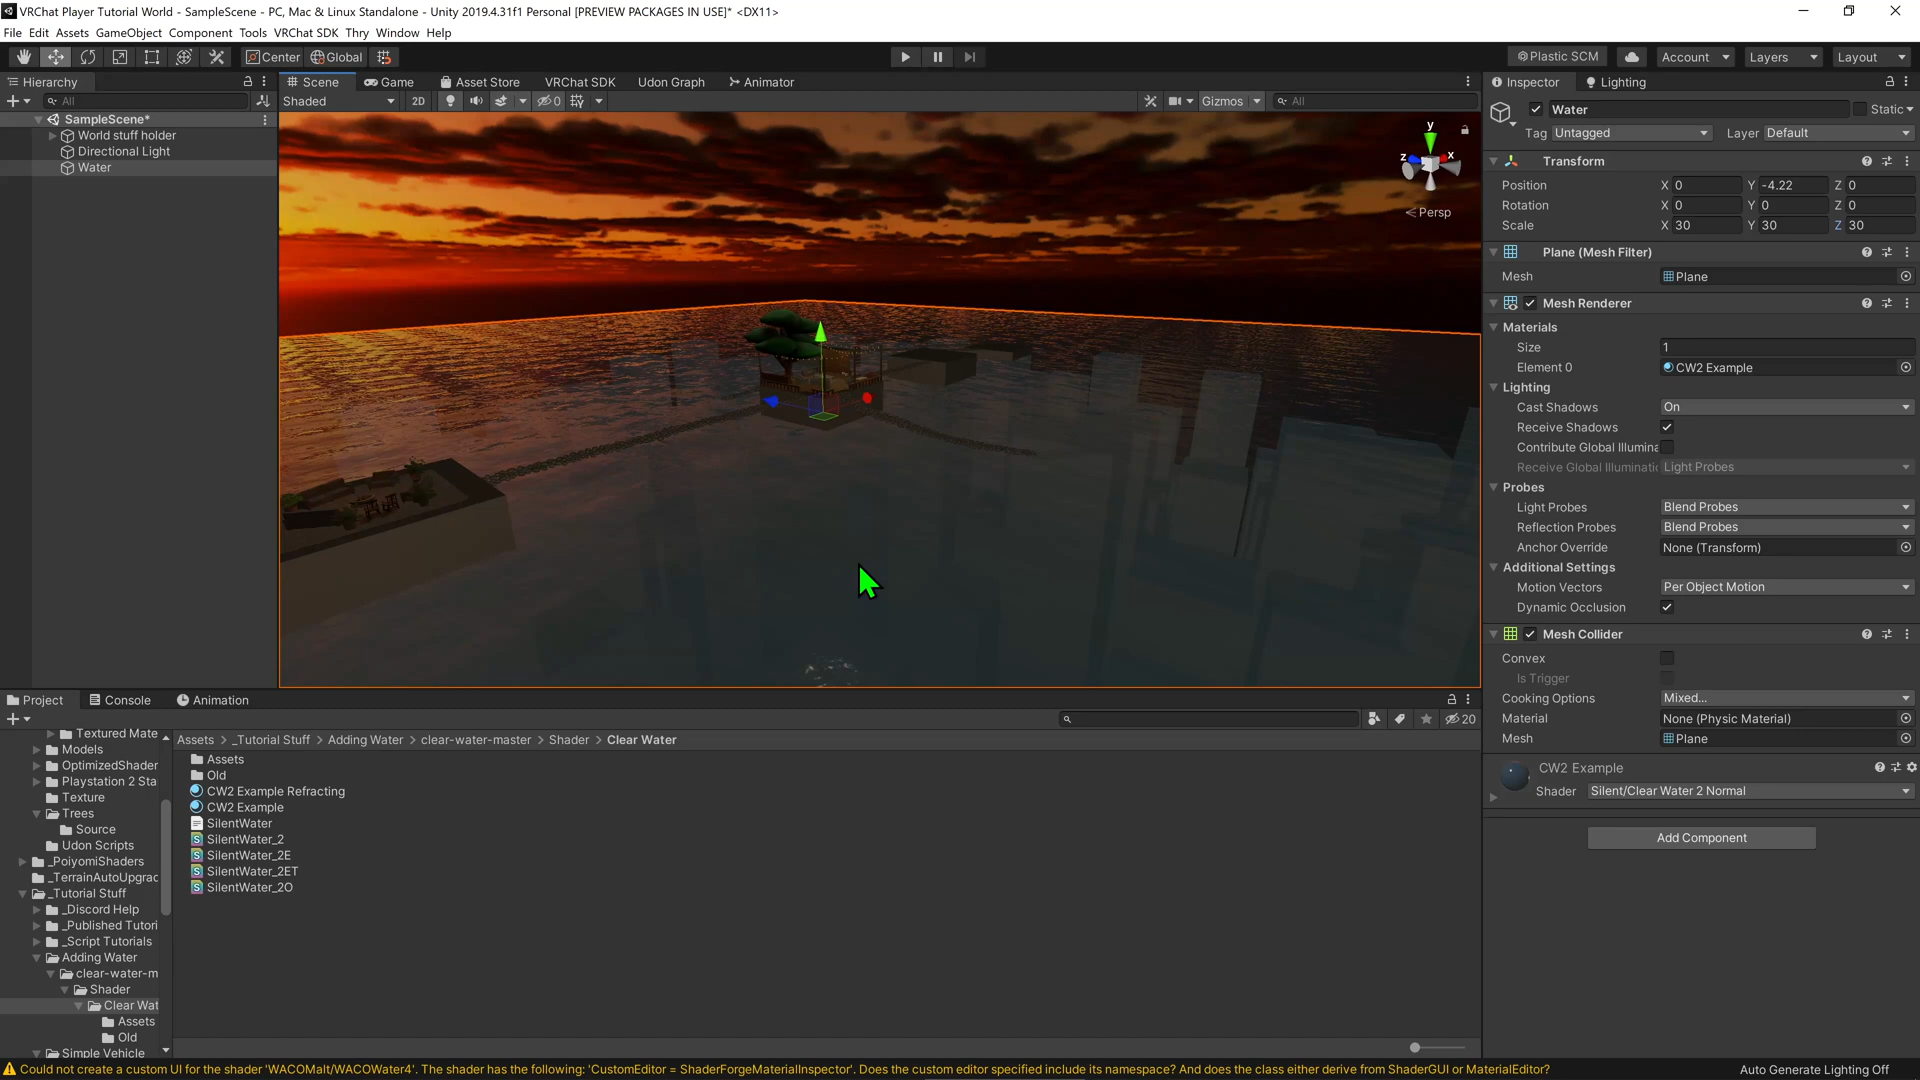 VRChat Player Tutorial World - SampleScene - PC, Mac & Linux Standalone - Unity 2019.4.31f1 Personal [PREVIEW PACKAGES IN USE]* <DX11>
File Edit Assets GameObject Component Tools VRChat SDK Thry Window Help
Center Global Plastic SCM Account Layers Layout
Hierarchy
All
SampleScene*
World stuff holder
Directional Light
Water
Scene Game Asset Store VRChat SDK Udon Graph Animator
Shaded 2D 0 Gizmos All
y
z x
Persp
Inspector Lighting
Water Static
Tag Untagged Layer Default
Transform
Position X 0 Y -4.22 Z 0
Rotation X 0 Y 0 Z 0
Scale X 30 Y 30 Z 30
Plane (Mesh Filter)
Mesh Plane
Mesh Renderer
Materials
Size 1
Element 0 CW2 Example
Lighting
Cast Shadows On
Receive Shadows
Contribute Global Illumina
Receive Global Illuminatio Light Probes
Probes
Light Probes Blend Probes
Reflection Probes Blend Probes
Anchor Override None (Transform)
Additional Settings
Motion Vectors Per Object Motion
Dynamic Occlusion
Mesh Collider
Convex
Is Trigger
Cooking Options Mixed...
Material None (Physic Material)
Mesh Plane
CW2 Example
Shader Silent/Clear Water 2 Normal
Add Component
Project Console Animation
20
Textured Mate
Models
OptimizedShader
Playstation 2 Sta
Texture
Trees
Source
Udon Scripts
_PoiyomiShaders
_TerrainAutoUpgrad
_Tutorial Stuff
_Discord Help
_Published Tutori
_Script Tutorials
Adding Water
clear-water-m
Shader
Clear Wat
Assets
Old
Simple Vehicle
Assets > _Tutorial Stuff > Adding Water > clear-water-master > Shader > Clear Water
Assets
Old
CW2 Example Refracting
CW2 Example
SilentWater
SilentWater_2
SilentWater_2E
SilentWater_2ET
SilentWater_2O
Could not create a custom UI for the shader 'WACOMalt/WACOWater4'. The shader has the following: 'CustomEditor = ShaderForgeMaterialInspector'. Does the custom editor specified include its namespace? And does the class either derive from ShaderGUI or MaterialEditor?
Auto Generate Lighting Off